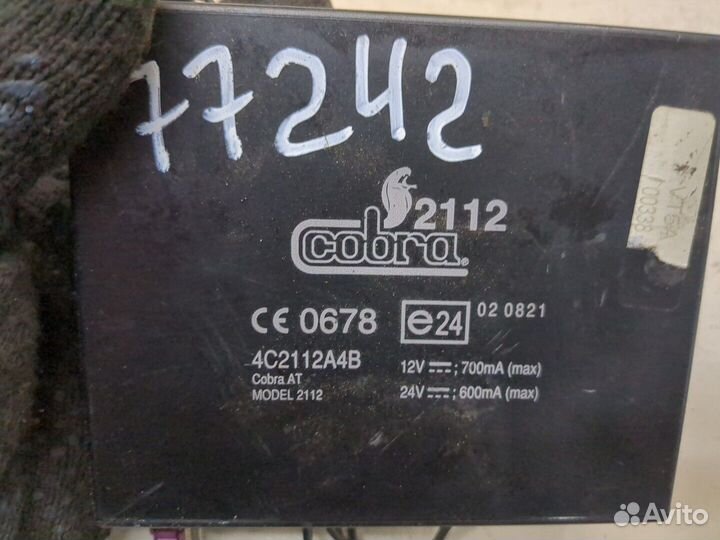 77242
2112
cobra®
CE 0678 e24 02 0821
4C2112A4B
Cobra AT
MODEL 2112
12V ⎓; 700mA (max)
24V ⎓; 600mA (max)
100338
Avito